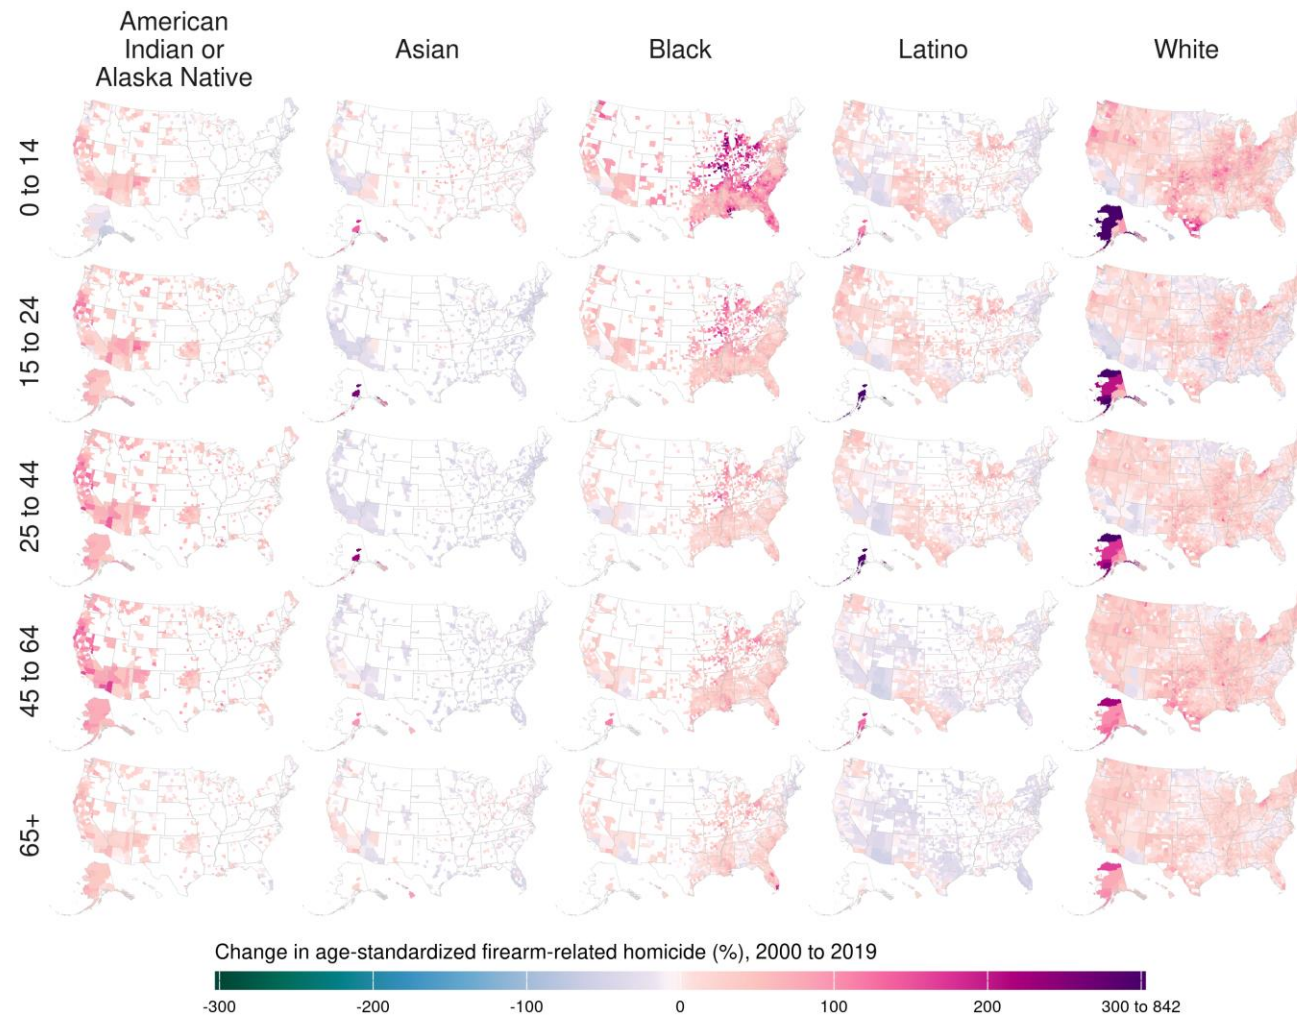 American
Indian or
Alaska Native
Asian
Black
Latino
White
0 to 14
15 to 24
25 to 44
45 to 64
65+
Change in age-standardized firearm-related homicide (%), 2000 to 2019
-300
-200
-100
0
100
200
300 to 842